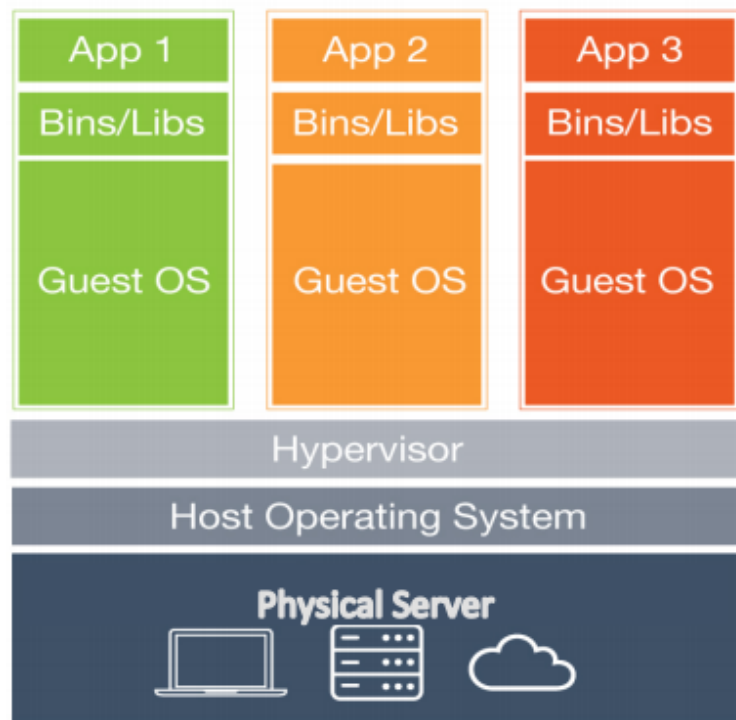 App 1
App 2
App 3
Bins/Libs
Bins/Libs
Bins/Libs
Guest OS
Guest OS
Guest OS
Hypervisor
Host Operating System
Physical Server